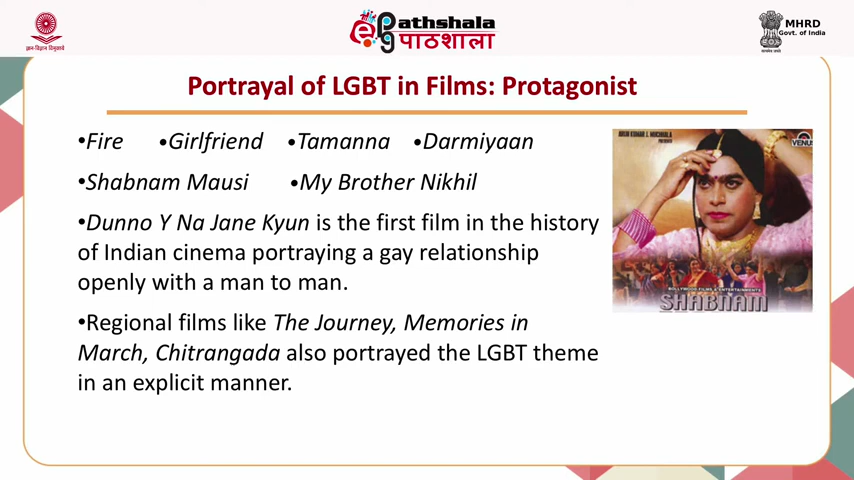 Pathshala
पाठशाला
MHRD
Govt. of India
Portrayal of LGBT in Films: Protagonist
•Fire •Girlfriend •Tamanna •Darmiyaan
•Shabnam Mausi •My Brother Nikhil
•Dunno Y Na Jane Kyun is the first film in the history
of Indian cinema portraying a gay relationship
openly with a man to man.
•Regional films like The Journey, Memories in
March, Chitrangada also portrayed the LGBT theme
in an explicit manner.
VENUS
SHABNAM